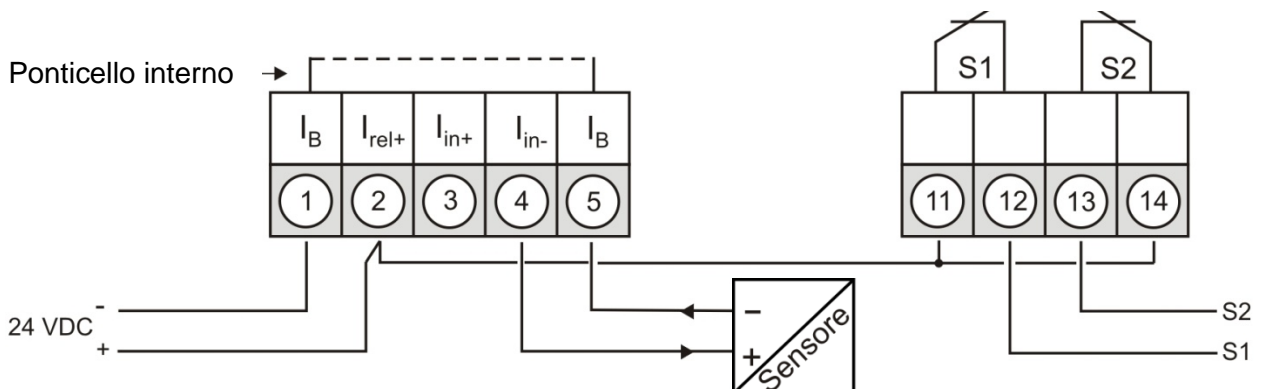 Ponticello interno
S1 S2
I_B I_rel+ I_in+ I_in- I_B
1 2 3 4 5 11 12 13 14
24 VDC - +
- + Sensore
S2
S1